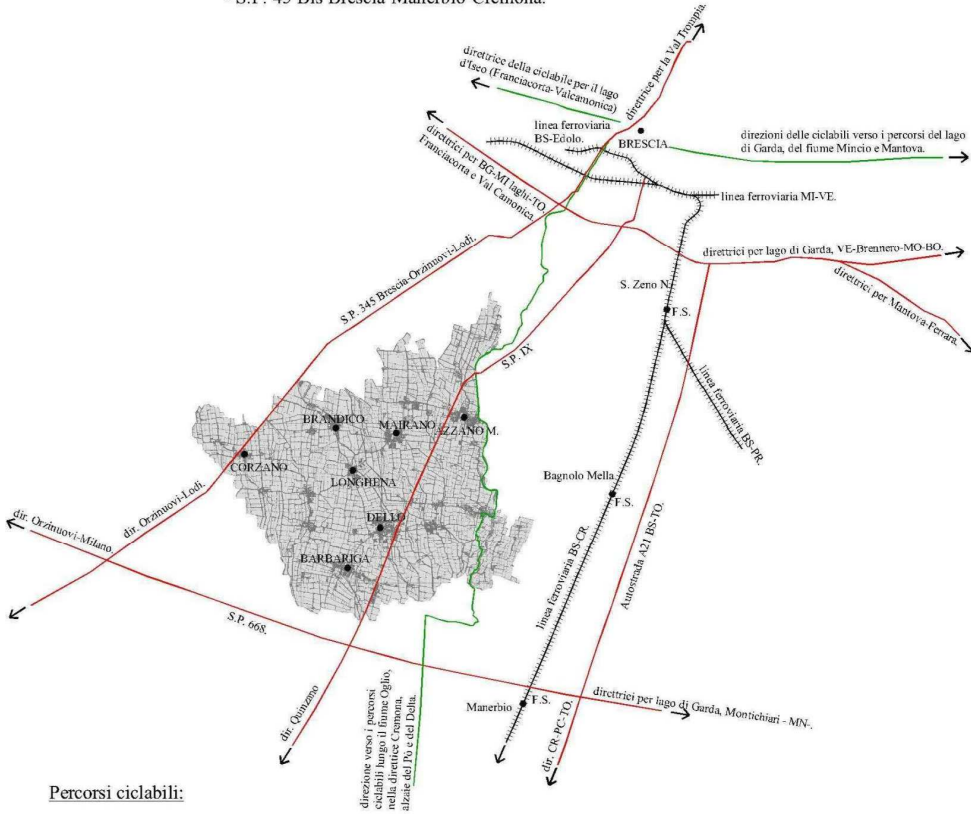 - S.P. 45 Bis Brescia-Manerbio-Cremona.
direttrice per la Val Trompia.
direttrice della ciclabile per il lago
d'Iseo (Franciacorta-Valcamonica)
linea ferroviaria
BS-Edolo.
BRESCIA
direzioni delle ciclabili verso i percorsi del lago
di Garda, del fiume Mincio e Mantova.
direttrici per BG-MI laghi-TO.
Franciacorta e Val Camonica.
linea ferroviaria MI-VE.
direttrici per lago di Garda, VE-Brennero-MO-BO.
direttrici per Mantova-Ferrara.
S.P. 345 Brescia-Orzinuovi-Lodi.
S. Zeno N.
F.S.
S.P. IX
linea ferroviaria BS-PR.
BRANDICO
MAIRANO
AZZANO M.
CORZANO
LONGHENA
Bagnolo Mella.
F.S.
DELLO
dir. Orzinuovi-Lodi.
dir. Orzinuovi-Milano.
BARBARIGA
linea ferroviaria BS-CR.
Autostrada A21 BS-TO.
S.P. 668.
direttrici per lago di Garda, Montichiari - MN-.
Manerbio
F.S.
dir. Quinzano
direzione verso i percorsi
ciclabili lungo il fiume Oglio,
nella direttice Cremona,
alzaie del Po e del Delta.
dir. CR-PC-TO.
Percorsi ciclabili: